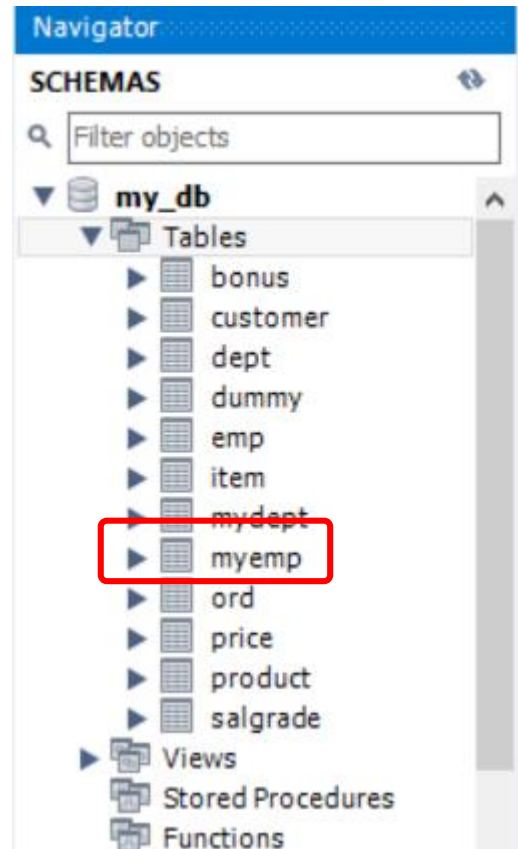 Navigator
SCHEMAS
Filter objects
my_db
Tables
bonus
customer
dept
dummy
emp
item
mydept
myemp
ord
price
product
salgrade
Views
Stored Procedures
Functions